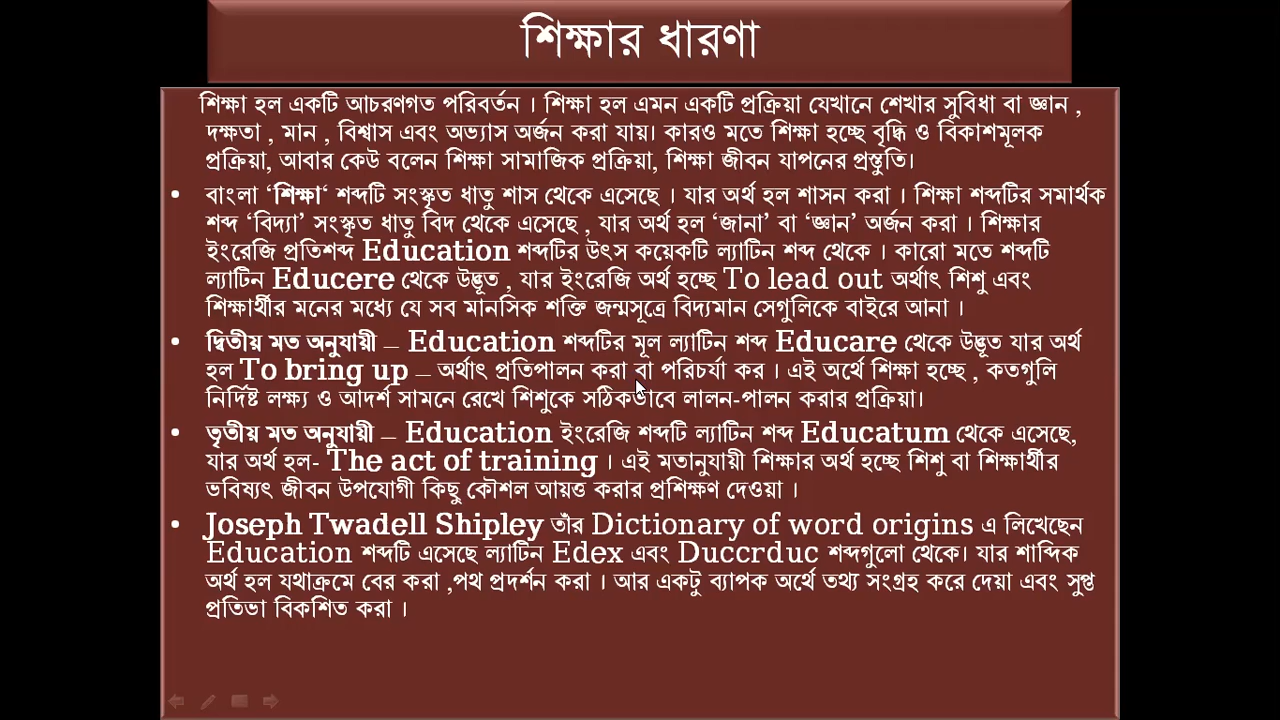 শিক্ষার ধারণা
শিক্ষা হল একটি আচরণগত পরিবর্তন । শিক্ষা হল এমন একটি প্রক্রিয়া যেখানে শেখার সুবিধা বা জ্ঞান ,
দক্ষতা , মান , বিশ্বাস এবং অভ্যাস অর্জন করা যায়। কারও মতে শিক্ষা হচ্ছে বৃদ্ধি ও বিকাশমূলক
প্রক্রিয়া, আবার কেউ বলেন শিক্ষা সামাজিক প্রক্রিয়া, শিক্ষা জীবন যাপনের প্রস্তুতি।
• বাংলা ‘শিক্ষা‘ শব্দটি সংস্কৃত ধাতু শাস থেকে এসেছে । যার অর্থ হল শাসন করা । শিক্ষা শব্দটির সমার্থক
শব্দ ‘বিদ্যা’ সংস্কৃত ধাতু বিদ থেকে এসেছে , যার অর্থ হল ‘জানা’ বা ‘জ্ঞান’ অর্জন করা । শিক্ষার
ইংরেজি প্রতিশব্দ Education শব্দটির উৎস কয়েকটি ল্যাটিন শব্দ থেকে । কারো মতে শব্দটি
ল্যাটিন Educere থেকে উদ্ভূত , যার ইংরেজি অর্থ হচ্ছে To lead out অর্থাৎ শিশু এবং
শিক্ষার্থীর মনের মধ্যে যে সব মানসিক শক্তি জন্মসূত্রে বিদ্যমান সেগুলিকে বাইরে আনা ।
• দ্বিতীয় মত অনুযায়ী – Education শব্দটির মূল ল্যাটিন শব্দ Educare থেকে উদ্ভূত যার অর্থ
হল To bring up – অর্থাৎ প্রতিপালন করা বা পরিচর্যা কর । এই অর্থে শিক্ষা হচ্ছে , কতগুলি
নির্দিষ্ট লক্ষ্য ও আদর্শ সামনে রেখে শিশুকে সঠিকভাবে লালন-পালন করার প্রক্রিয়া।
• তৃতীয় মত অনুযায়ী – Education ইংরেজি শব্দটি ল্যাটিন শব্দ Educatum থেকে এসেছে,
যার অর্থ হল- The act of training । এই মতানুযায়ী শিক্ষার অর্থ হচ্ছে শিশু বা শিক্ষার্থীর
ভবিষ্যৎ জীবন উপযোগী কিছু কৌশল আয়ত্ত করার প্রশিক্ষণ দেওয়া ।
• Joseph Twadell Shipley তাঁর Dictionary of word origins এ লিখেছেন
Education শব্দটি এসেছে ল্যাটিন Edex এবং Duccrduc শব্দগুলো থেকে। যার শাব্দিক
অর্থ হল যথাক্রমে বের করা ,পথ প্রদর্শন করা । আর একটু ব্যাপক অর্থে তথ্য সংগ্রহ করে দেয়া এবং সুপ্ত
প্রতিভা বিকশিত করা ।